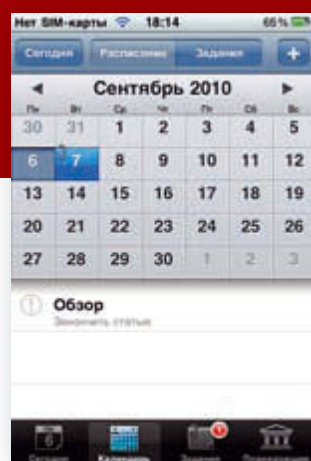 Нет SIM-карты 18:14 65%
Сегодня Расписание Задания +
Сентябрь 2010
Пн Вт Ср Чт Пт Сб Вс
30 31 1 2 3 4 5
6 7 8 9 10 11 12
13 14 15 16 17 18 19
20 21 22 23 24 25 26
27 28 29 30 1 2 3
Обзор
Закончить статью
6 1
Сегодня Календарь Задания